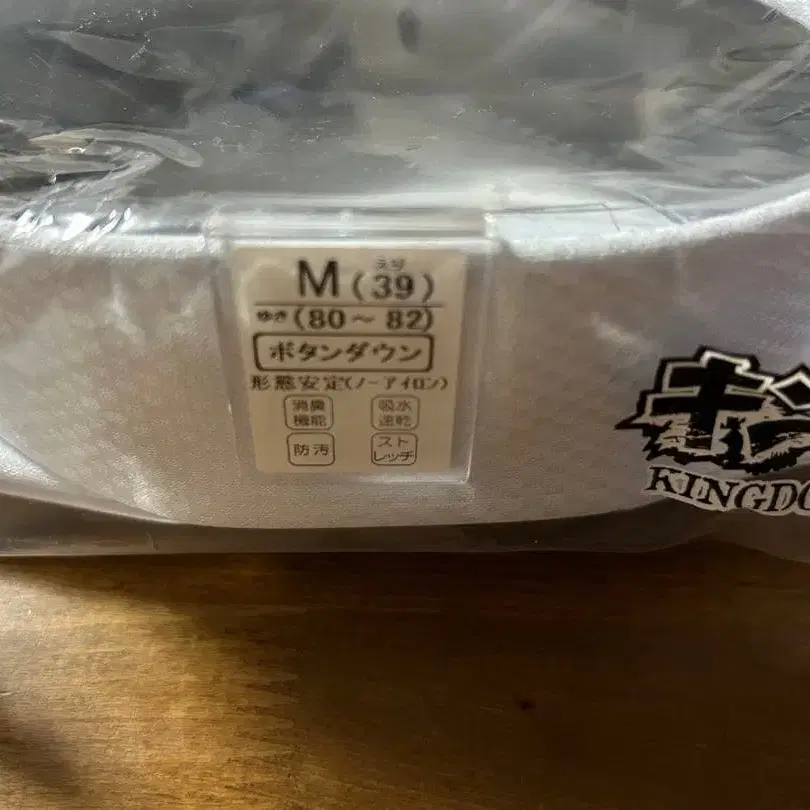 えり
M(39)
ゆき(80～82)
ボタンダウン
形態安定(ノーアイロン)
消臭
機能
吸水
速乾
防汚
スト
レッチ
キン
KINGDO